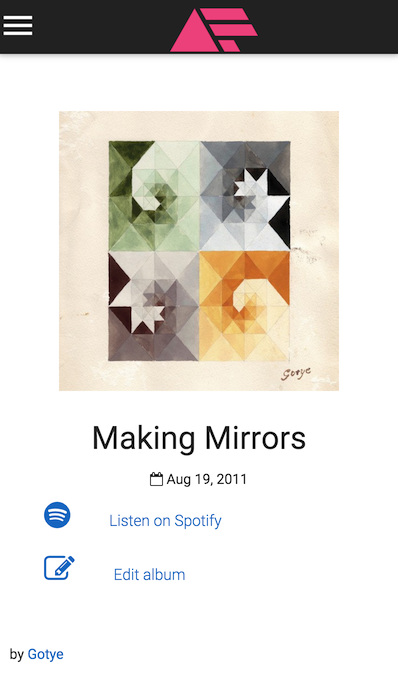 Gotye
Making Mirrors
Aug 19, 2011
Listen on Spotify
Edit album
by Gotye